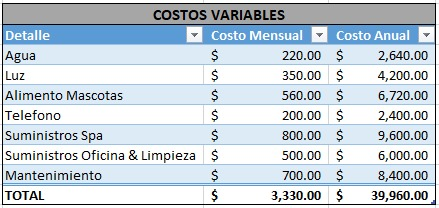 COSTOS VARIABLES
Detalle Costo Mensual Costo Anual
Agua $ 220.00 $ 2,640.00
Luz $ 350.00 $ 4,200.00
Alimento Mascotas $ 560.00 $ 6,720.00
Telefono $ 200.00 $ 2,400.00
Suministros Spa $ 800.00 $ 9,600.00
Suministros Oficina & Limpieza $ 500.00 $ 6,000.00
Mantenimiento $ 700.00 $ 8,400.00
TOTAL $ 3,330.00 $ 39,960.00